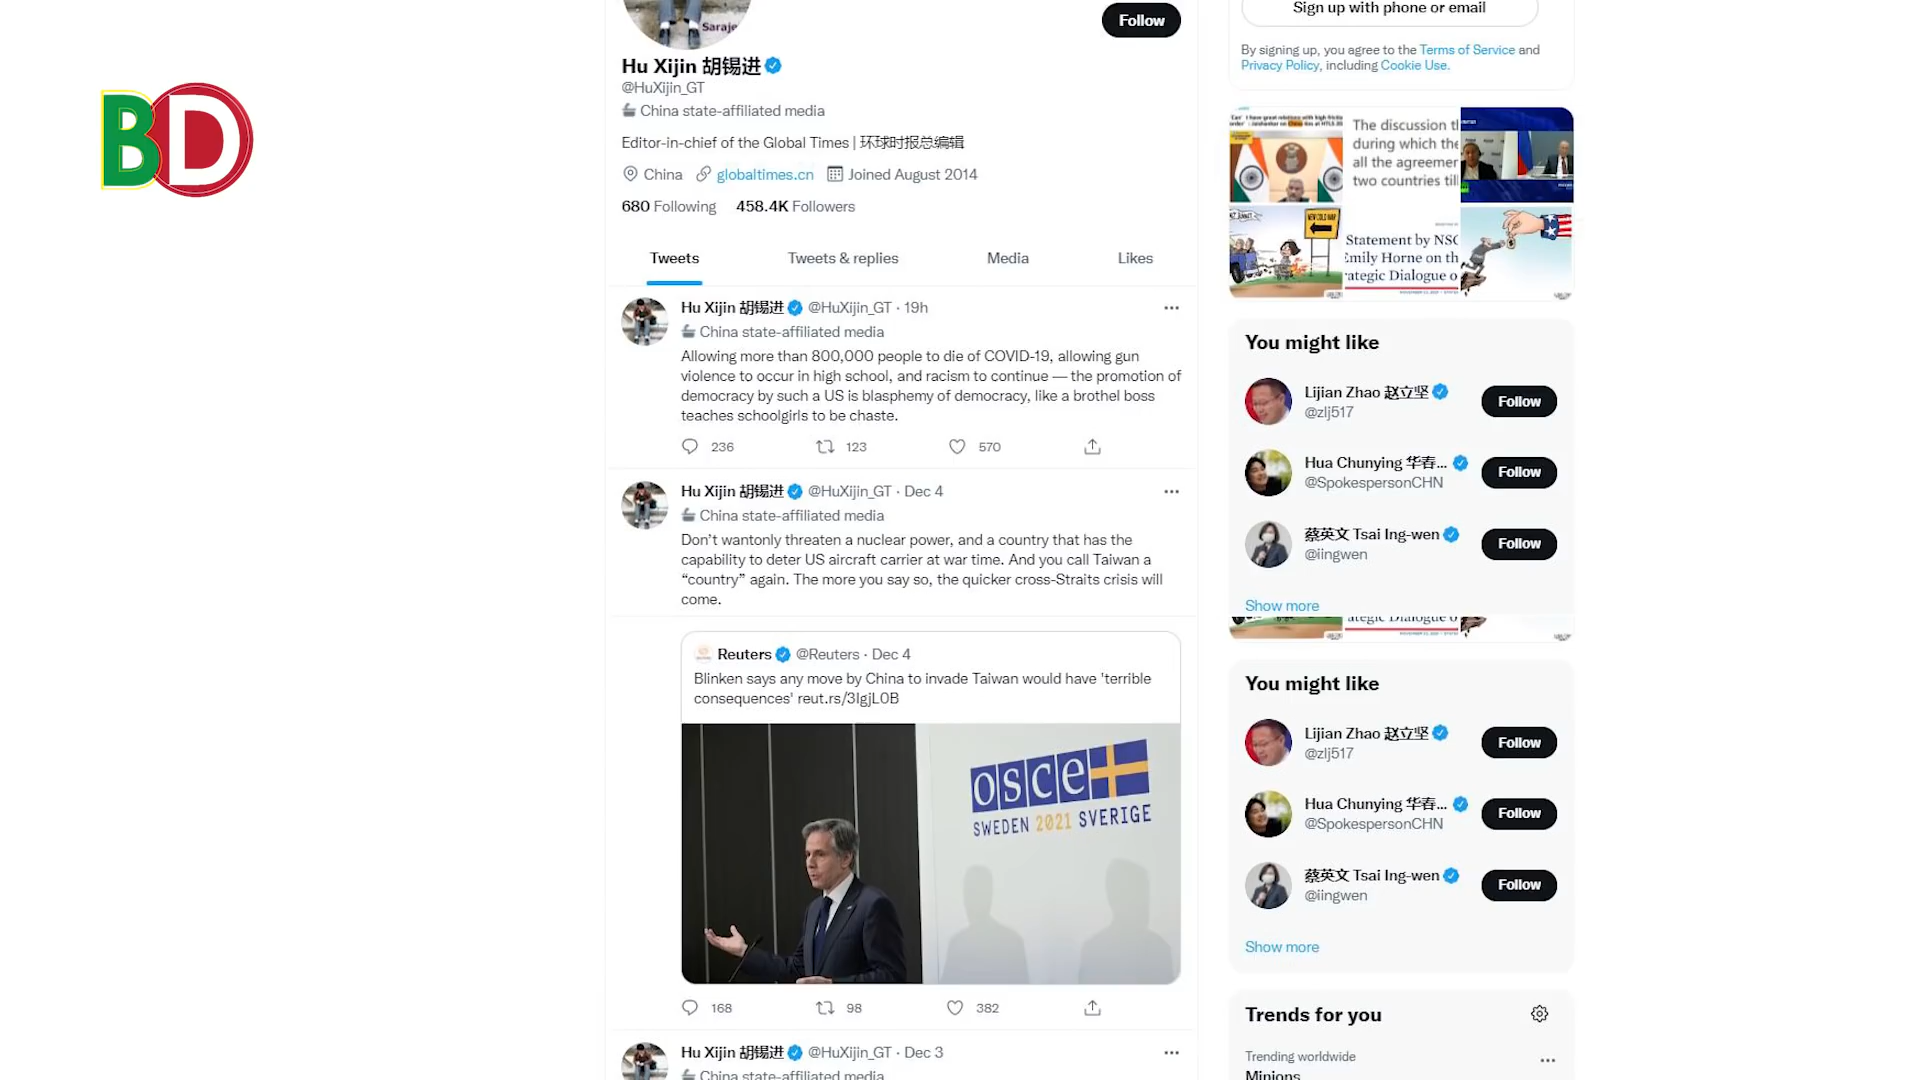 BD
Saraje
Follow
Hu Xijin 胡锡进
@HuXijin_GT
China state-affiliated media
Editor-in-chief of the Global Times | 环球时报总编辑
China globaltimes.cn Joined August 2014
680 Following 458.4K Followers
Tweets Tweets & replies Media Likes
Hu Xijin 胡锡进 @HuXijin_GT · 19h
China state-affiliated media
Allowing more than 800,000 people to die of COVID-19, allowing gun
violence to occur in high school, and racism to continue — the promotion of
democracy by such a US is blasphemy of democracy, like a brothel boss
teaches schoolgirls to be chaste.
236 123 570
Hu Xijin 胡锡进 @HuXijin_GT · Dec 4
China state-affiliated media
Don’t wantonly threaten a nuclear power, and a country that has the
capability to deter US aircraft carrier at war time. And you call Taiwan a
“country” again. The more you say so, the quicker cross-Straits crisis will
come.
Reuters @Reuters · Dec 4
Blinken says any move by China to invade Taiwan would have 'terrible
consequences' reut.rs/3IgjL0B
osce
SWEDEN 2021 SVERIGE
168 98 382
Hu Xijin 胡锡进 @HuXijin_GT · Dec 3
China state-affiliated media
Sign up with phone or email
By signing up, you agree to the Terms of Service and
Privacy Policy, including Cookie Use.
The discussion t
during which the
all the agreemer
two countries till
NEW COLD WAR
Statement by NSC
Emily Horne on th
rategic Dialogue o
You might like
Lijian Zhao 赵立坚
@zlj517
Follow
Hua Chunying 华春...
@SpokespersonCHN
Follow
蔡英文 Tsai Ing-wen
@iingwen
Follow
Show more
ategic Dialogue o
You might like
Lijian Zhao 赵立坚
@zlj517
Follow
Hua Chunying 华春...
@SpokespersonCHN
Follow
蔡英文 Tsai Ing-wen
@iingwen
Follow
Show more
Trends for you
Trending worldwide
Minions